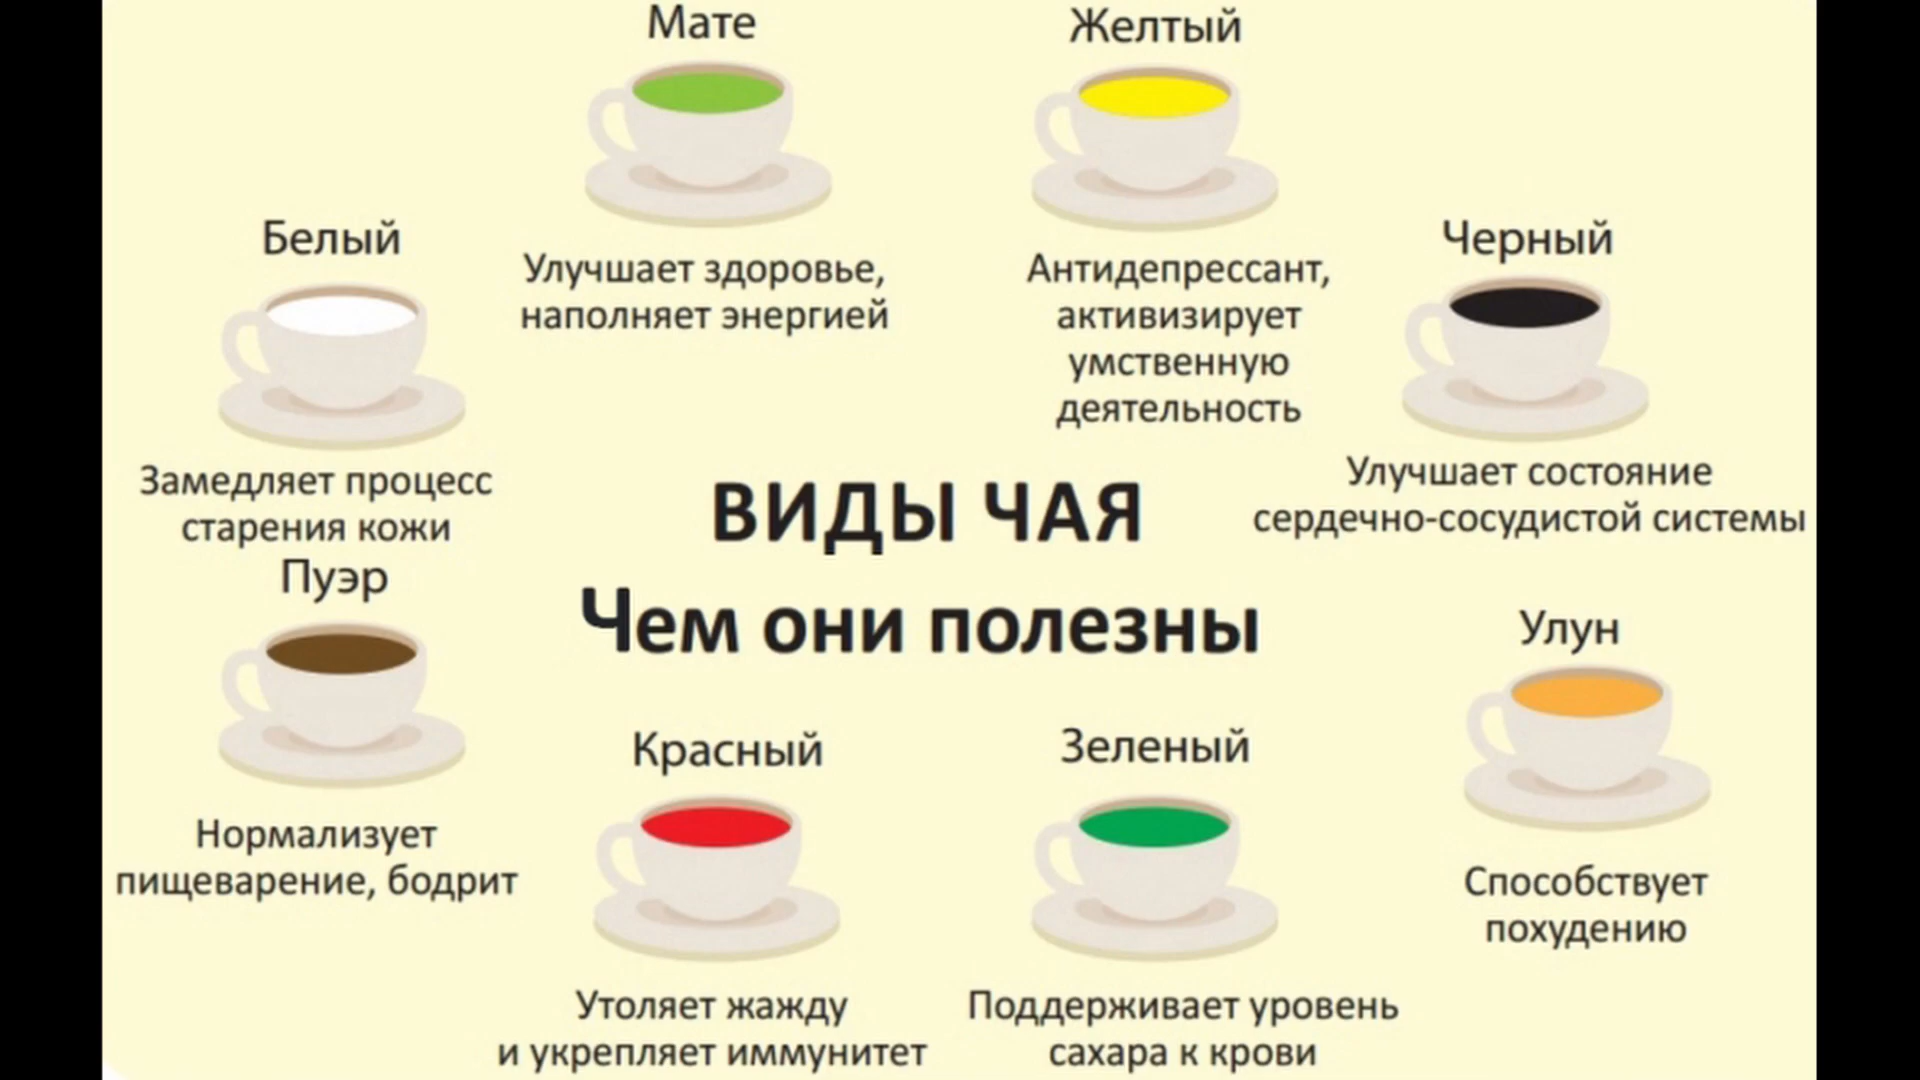 Мате
Улучшает здоровье,
наполняет энергией
Желтый
Антидепрессант,
активизирует
умственную
деятельность
Белый
Замедляет процесс
старения кожи
Черный
Улучшает состояние
сердечно-сосудистой системы
ВИДЫ ЧАЯ
Чем они полезны
Пуэр
Нормализует
пищеварение, бодрит
Улун
Способствует
похудению
Красный
Утоляет жажду
и укрепляет иммунитет
Зеленый
Поддерживает уровень
сахара к крови